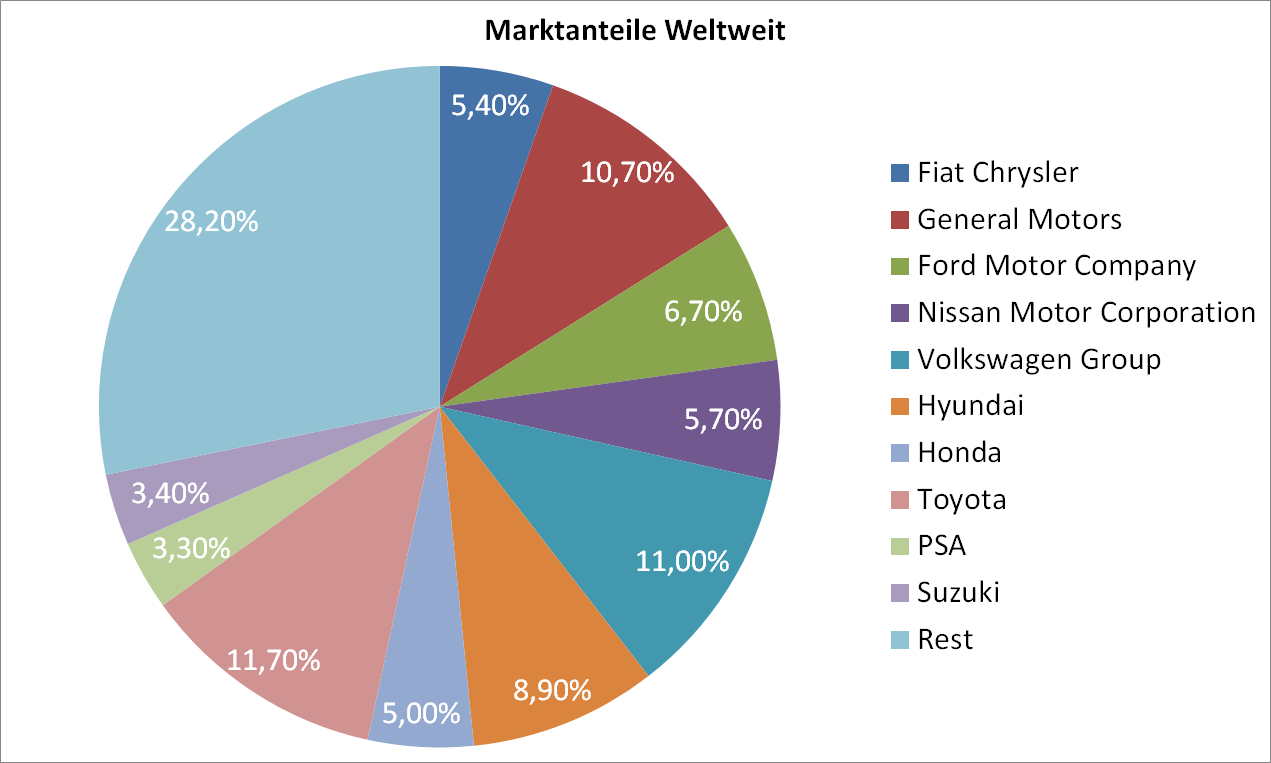 Marktanteile Weltweit
5,40%
10,70%
6,70%
5,70%
11,00%
8,90%
5,00%
11,70%
3,30%
3,40%
28,20%
Fiat Chrysler
General Motors
Ford Motor Company
Nissan Motor Corporation
Volkswagen Group
Hyundai
Honda
Toyota
PSA
Suzuki
Rest